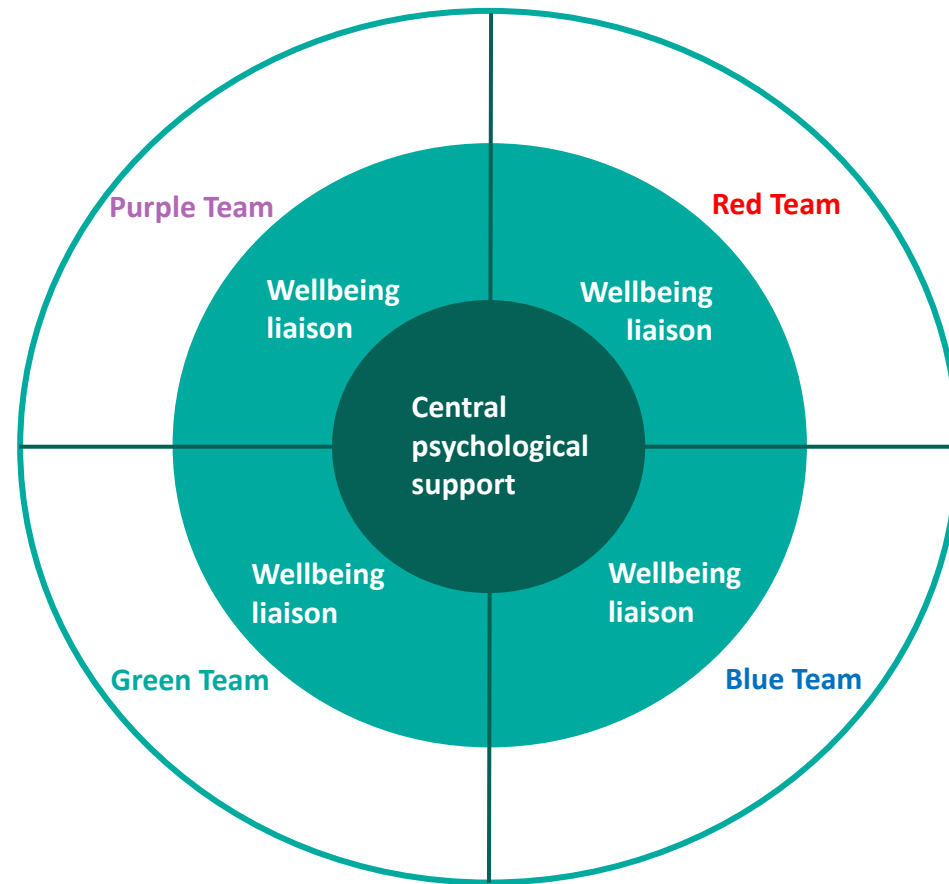 Purple Team
Red Team
Wellbeing
liaison
Wellbeing
liaison
Central
psychological
support
Wellbeing
liaison
Wellbeing
liaison
Green Team
Blue Team